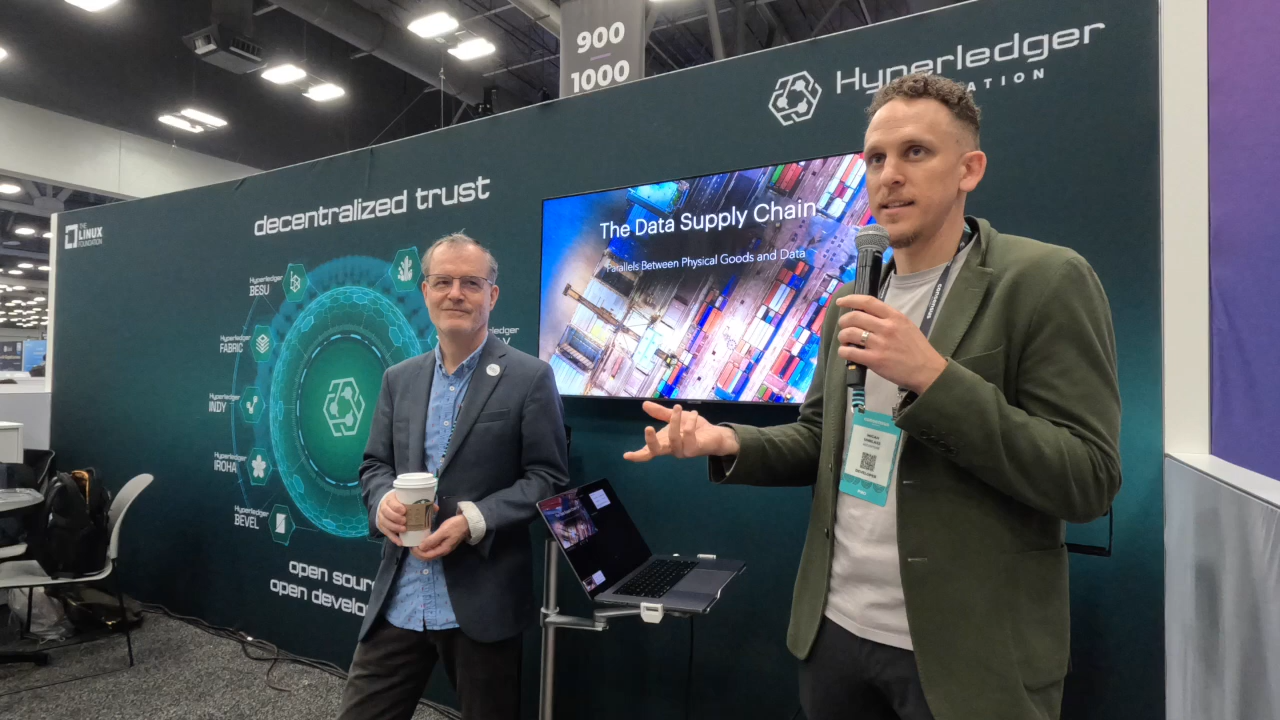 900
1000
Hyperledger
ATION
THE
LINUX
FOUNDATION
decentralized trust
The Data Supply Chain
Parallels Between Physical Goods and Data
Hyperledger
BESU
Hyperledger
FABRIC
Hyperledger
INDY
Hyperledger
IROHA
Hyperledger
BEVEL
open sour
open develo